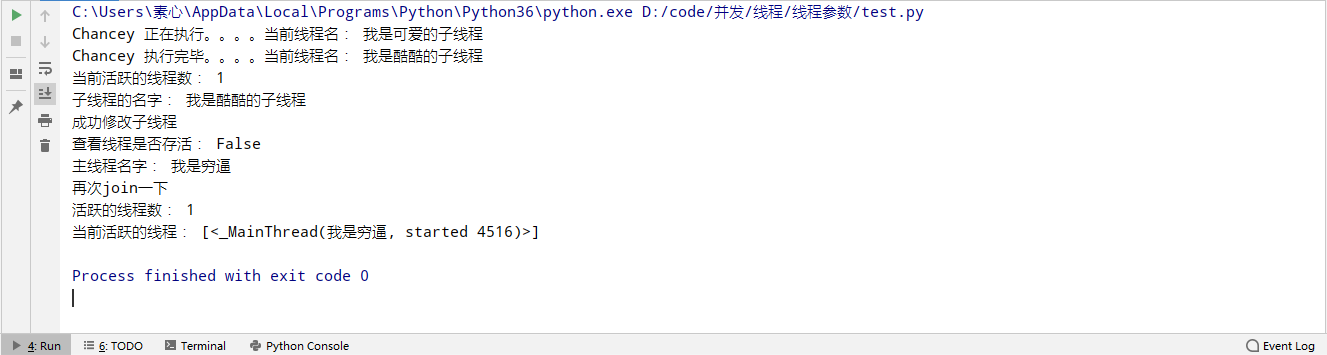 C:\Users\素心\AppData\Local\Programs\Python\Python36\python.exe D:/code/并发/线程/线程参数/test.py
Chancey 正在执行。。。。当前线程名： 我是可爱的子线程
Chancey 执行完毕。。。。当前线程名： 我是酷酷的子线程
当前活跃的线程数： 1
子线程的名字： 我是酷酷的子线程
成功修改子线程
查看线程是否存活： False
主线程名字： 我是穷逼
再次join一下
活跃的线程数： 1
当前活跃的线程： [<_MainThread(我是穷逼, started 4516)>]
Process finished with exit code 0
4: Run 6: TODO Terminal Python Console Event Log